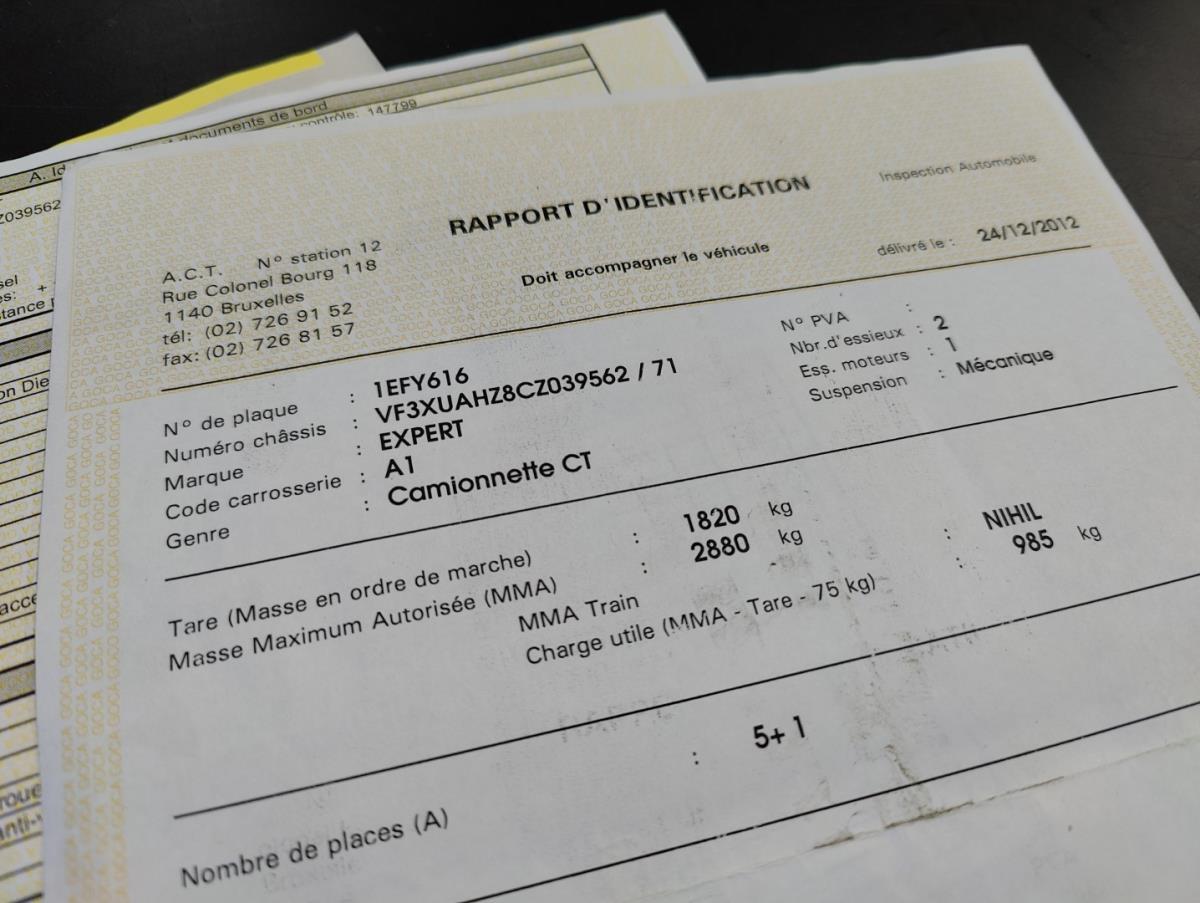 documents de bord
contrôle: 147799
A. Id
Z039562
RAPPORT D'IDENTIFICATION
Inspection Automobile
A.C.T. N° station 12
Rue Colonel Bourg 118
1140 Bruxelles
tél: (02) 726 91 52
fax: (02) 726 81 57
Doit accompagner le véhicule
délivré le : 24/12/2012
N° de plaque : 1EFY616
Numéro châssis : VF3XUAHZ8CZ039562 / 71
Marque : EXPERT
Code carrosserie : A1
Genre : Camionnette CT
N° PVA :
Nbr.d'essieux : 2
Ess. moteurs : 1
Suspension : Mécanique
Tare (Masse en ordre de marche) : 1820 kg
Masse Maximum Autorisée (MMA) : 2880 kg
MMA Train : NIHIL
Charge utile (MMA - Tare - 75 kg) : 985 kg
Nombre de places (A) : 5+ 1